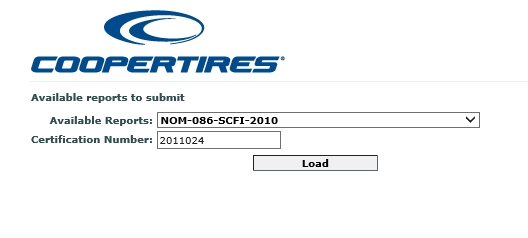 COOPERTIRES®
Available reports to submit
Available Reports: NOM-086-SCFI-2010
Certification Number: 2011024
Load